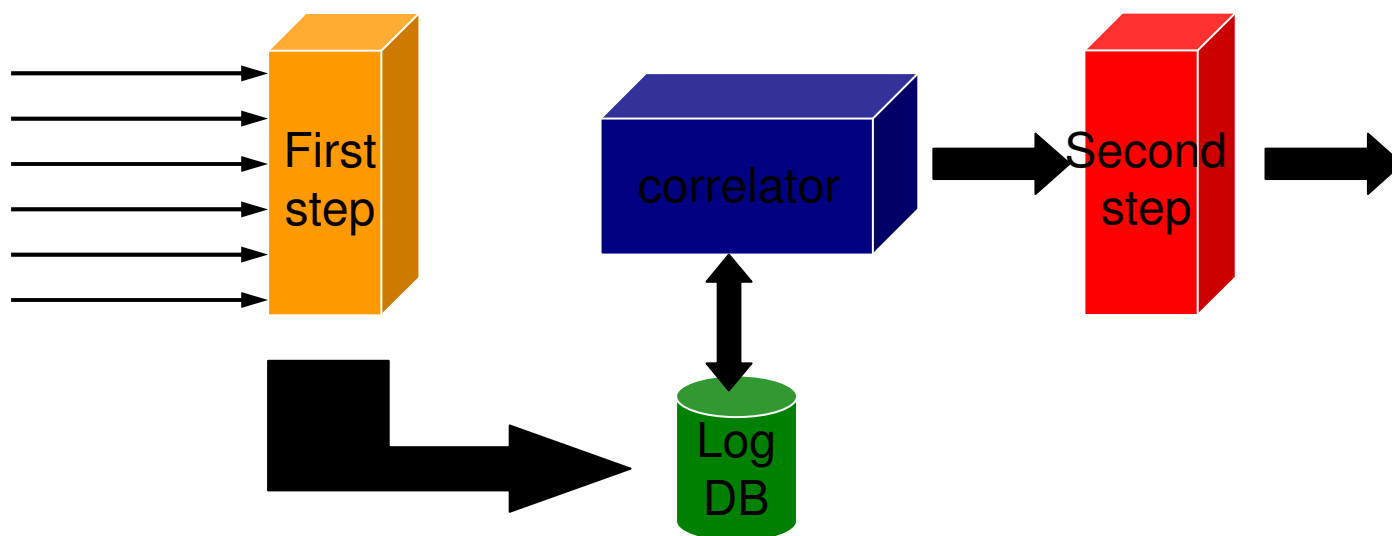 First
step
correlator
Second
step
Log
DB